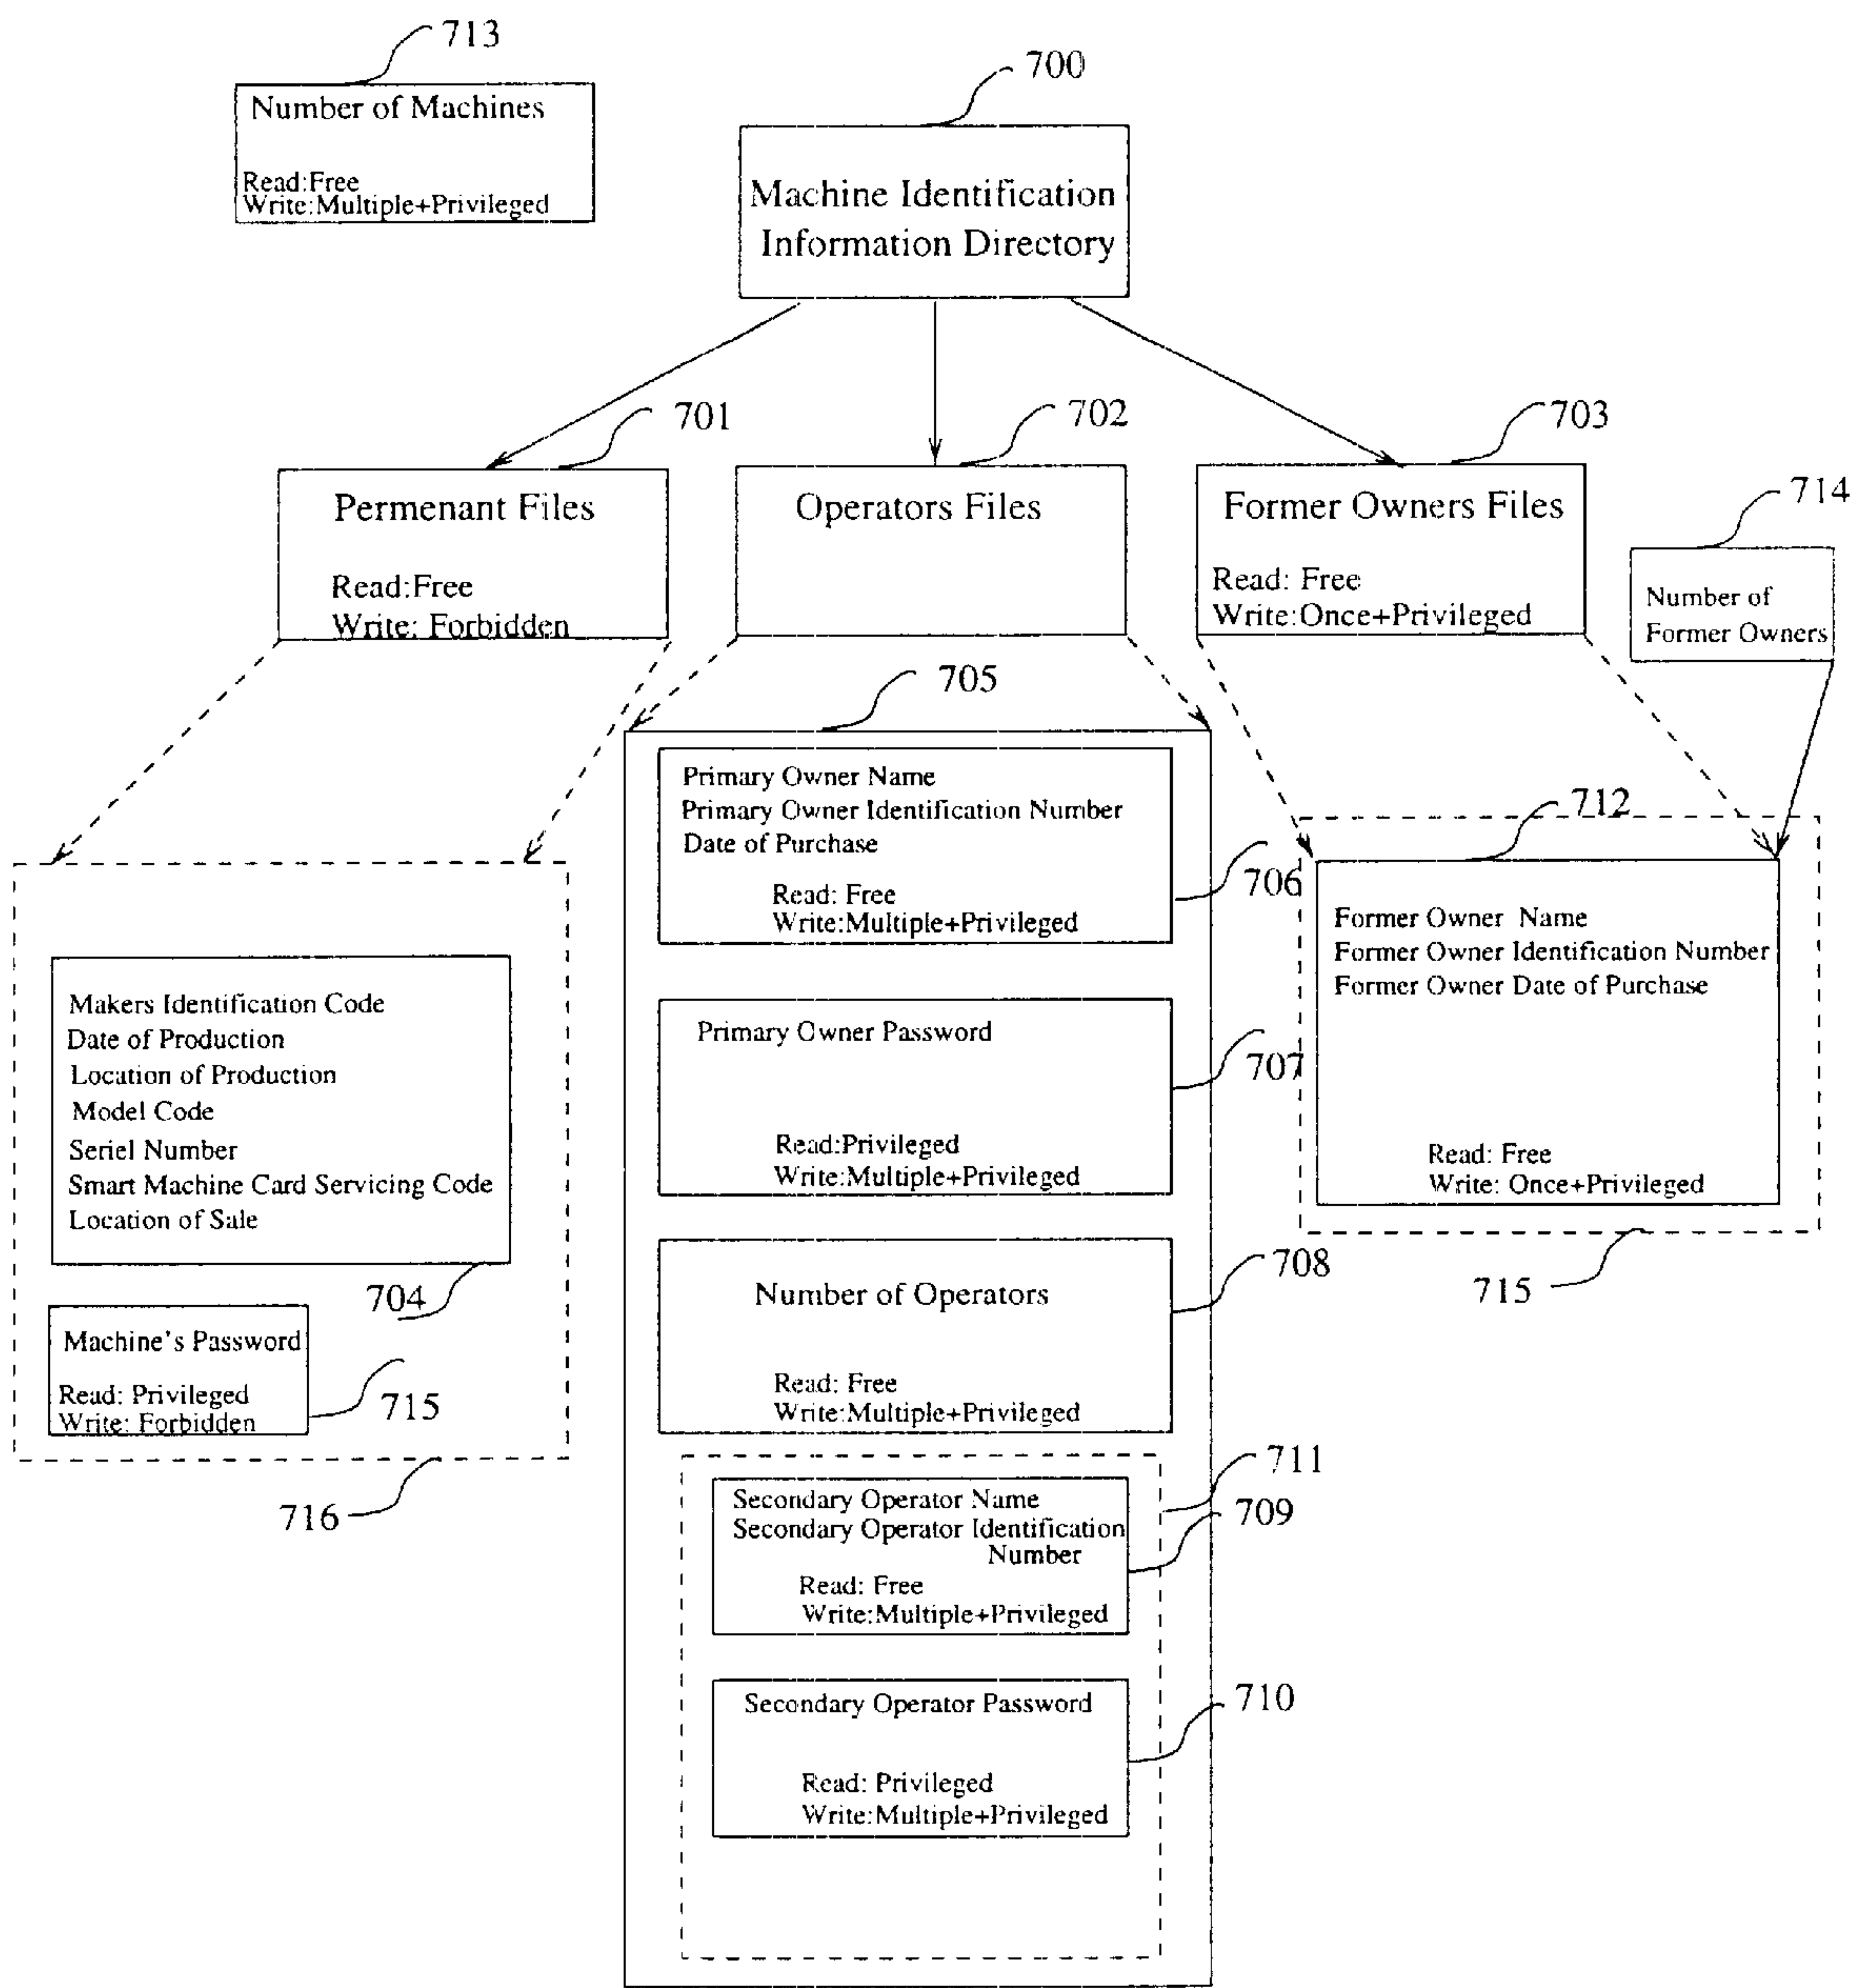 713
Number of Machines
Read:Free
Write:Multiple+Privileged
700
Machine Identification
Information Directory
701
Permenant Files
Read:Free
Write: Forbidden
702
Operators Files
703
Former Owners Files
Read: Free
Write:Once+Privileged
714
Number of
Former Owners
705
Primary Owner Name
Primary Owner Identification Number
Date of Purchase
Read: Free
Write:Multiple+Privileged
706
Primary Owner Password
Read:Privileged
Write:Multiple+Privileged
707
Number of Operators
Read: Free
Write:Multiple+Privileged
708
711
Secondary Operator Name
Secondary Operator Identification
Number
Read: Free
Write:Multiple+Privileged
709
Secondary Operator Password
Read: Privileged
Write:Multiple+Privileged
710
Makers Identification Code
Date of Production
Location of Production
Model Code
Seriel Number
Smart Machine Card Servicing Code
Location of Sale
704
Machine's Password
Read: Privileged
Write: Forbidden
715
716
712
Former Owner Name
Former Owner Identification Number
Former Owner Date of Purchase
Read: Free
Write: Once+Privileged
715